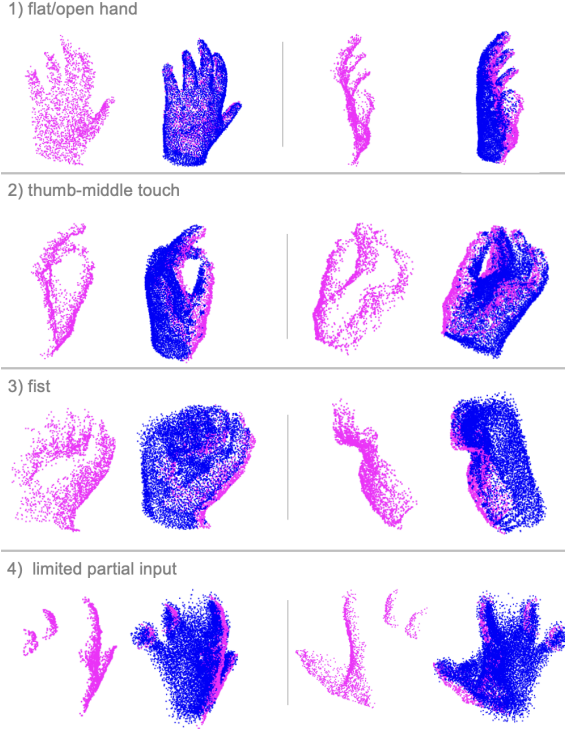 1) flat/open hand
2) thumb-middle touch
3) fist
4) limited partial input